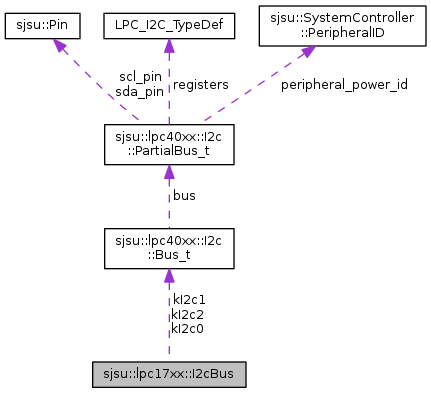 sjsu::Pin
LPC_I2C_TypeDef
sjsu::SystemController
::PeripheralID
scl_pin
sda_pin
registers
peripheral_power_id
sjsu::lpc40xx::I2c
::PartialBus_t
bus
sjsu::lpc40xx::I2c
::Bus_t
kI2c1
kI2c2
kI2c0
sjsu::lpc17xx::I2cBus